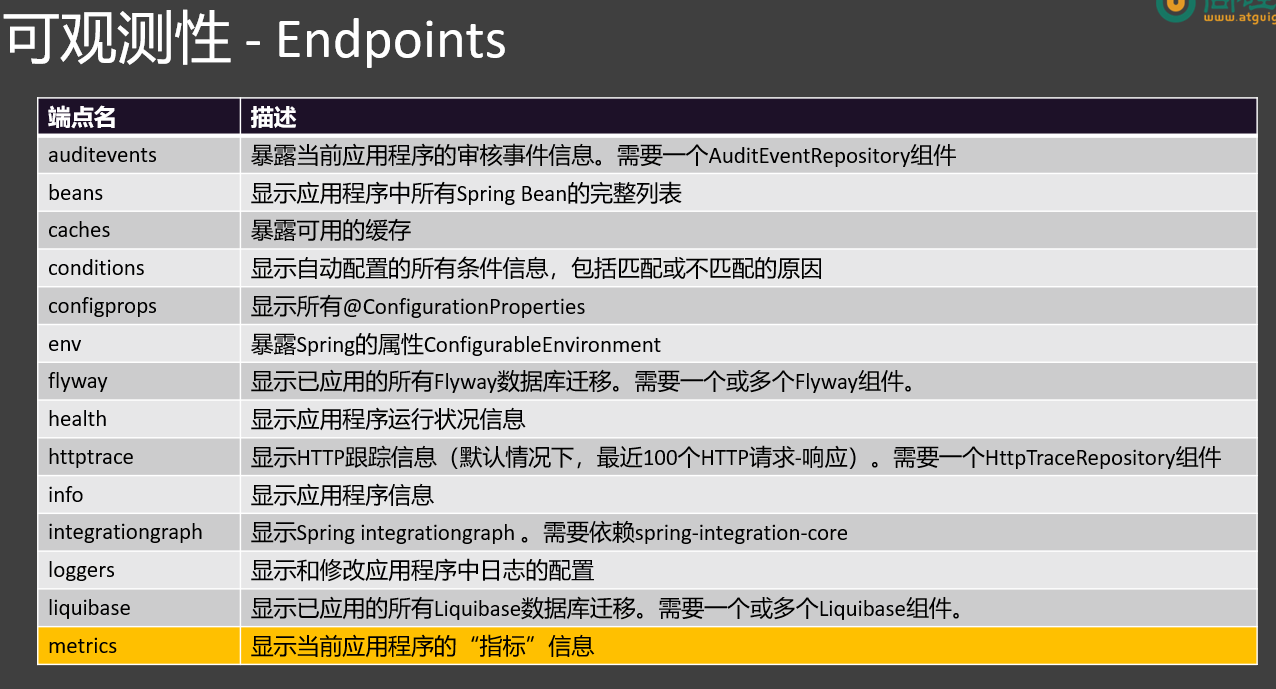 可观测性 - Endpoints
www.atguig
端点名 描述
auditevents 暴露当前应用程序的审核事件信息。需要一个AuditEventRepository组件
beans 显示应用程序中所有Spring Bean的完整列表
caches 暴露可用的缓存
conditions 显示自动配置的所有条件信息，包括匹配或不匹配的原因
configprops 显示所有@ConfigurationProperties
env 暴露Spring的属性ConfigurableEnvironment
flyway 显示已应用的所有Flyway数据库迁移。需要一个或多个Flyway组件。
health 显示应用程序运行状况信息
httptrace 显示HTTP跟踪信息（默认情况下，最近100个HTTP请求-响应）。需要一个HttpTraceRepository组件
info 显示应用程序信息
integrationgraph 显示Spring integrationgraph 。需要依赖spring-integration-core
loggers 显示和修改应用程序中日志的配置
liquibase 显示已应用的所有Liquibase数据库迁移。需要一个或多个Liquibase组件。
metrics 显示当前应用程序的“指标”信息